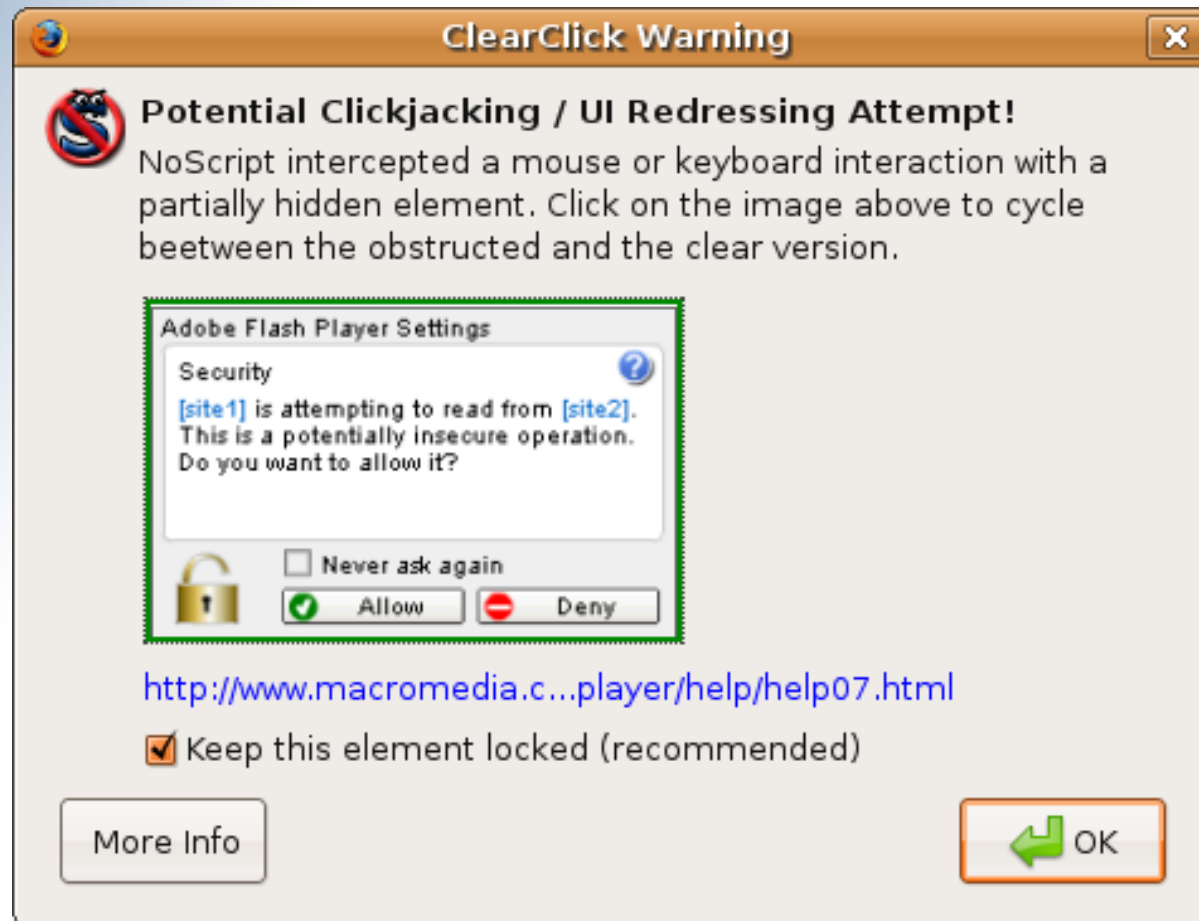 ClearClick Warning
Potential Clickjacking / UI Redressing Attempt!
NoScript intercepted a mouse or keyboard interaction with a
partially hidden element. Click on the image above to cycle
beetween the obstructed and the clear version.
Adobe Flash Player Settings
Security
[site1] is attempting to read from [site2].
This is a potentially insecure operation.
Do you want to allow it?
Never ask again
Allow Deny
http://www.macromedia.c...player/help/help07.html
Keep this element locked (recommended)
More Info OK